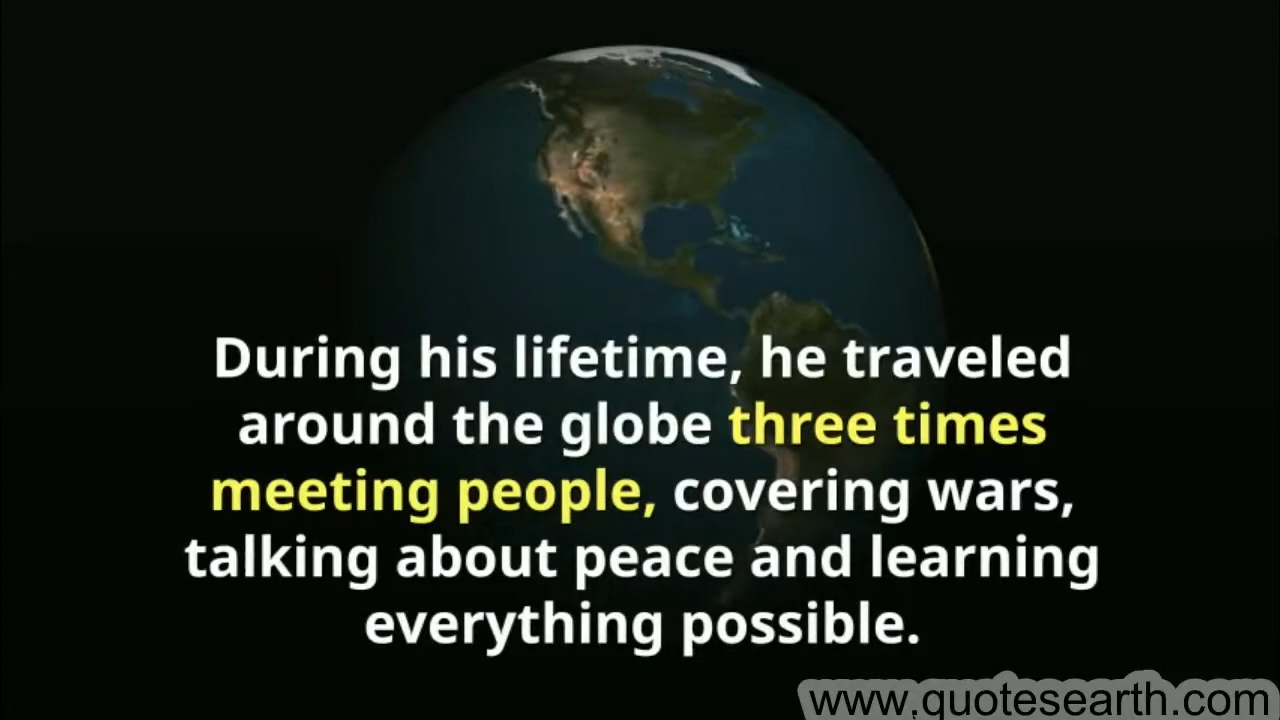 During his lifetime, he traveled
around the globe three times
meeting people, covering wars,
talking about peace and learning
everything possible.
www.quotesearth.com